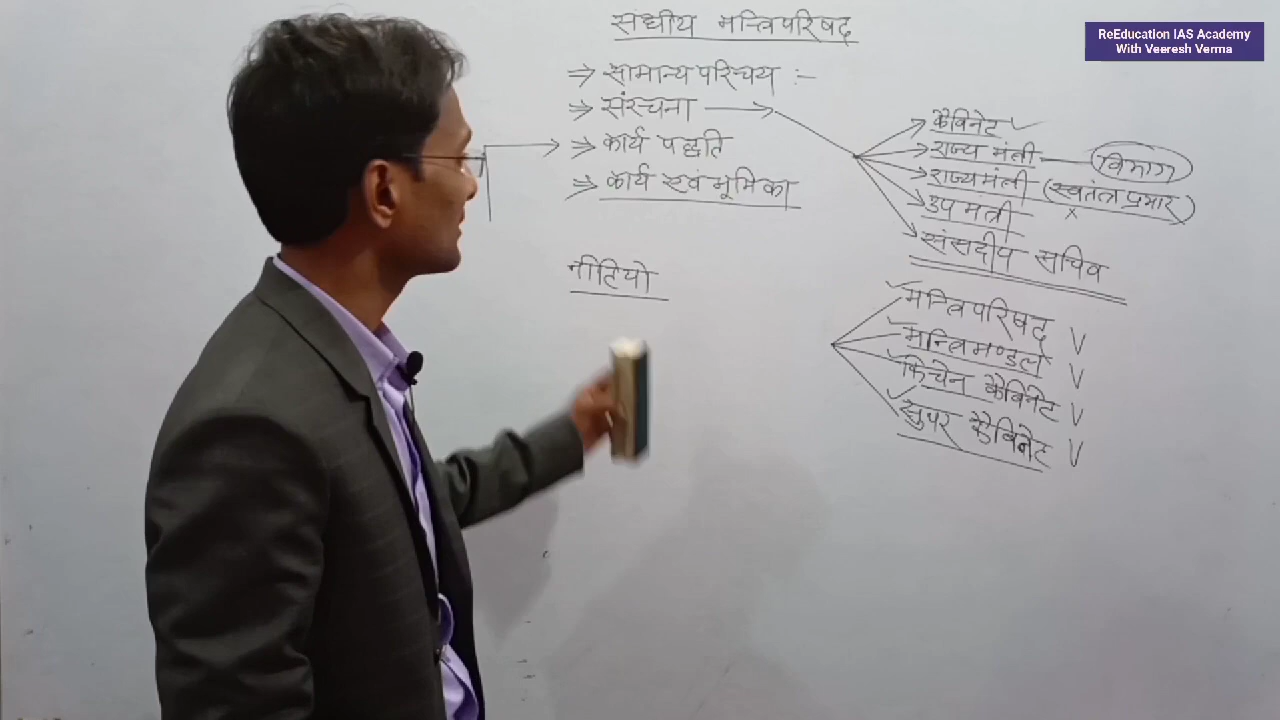 ReEducation IAS Academy
With Veeresh Verma
संघीय मन्त्रिपरिषद
⇒ सामान्य परिचय :-
⇒ संरचना
⇒ कार्य पद्धति
⇒ कार्य एवं भूमिका
नीतियो
कैबिनेट
राज्य मंत्री — विभाग
राज्यमंत्री (स्वतंत्र प्रभार)
x
उप मंत्री
संसदीय सचिव
मन्त्रिपरिषद
मन्त्रिमण्डल
किचेन कैबिनेट
सुपर कैबिनेट